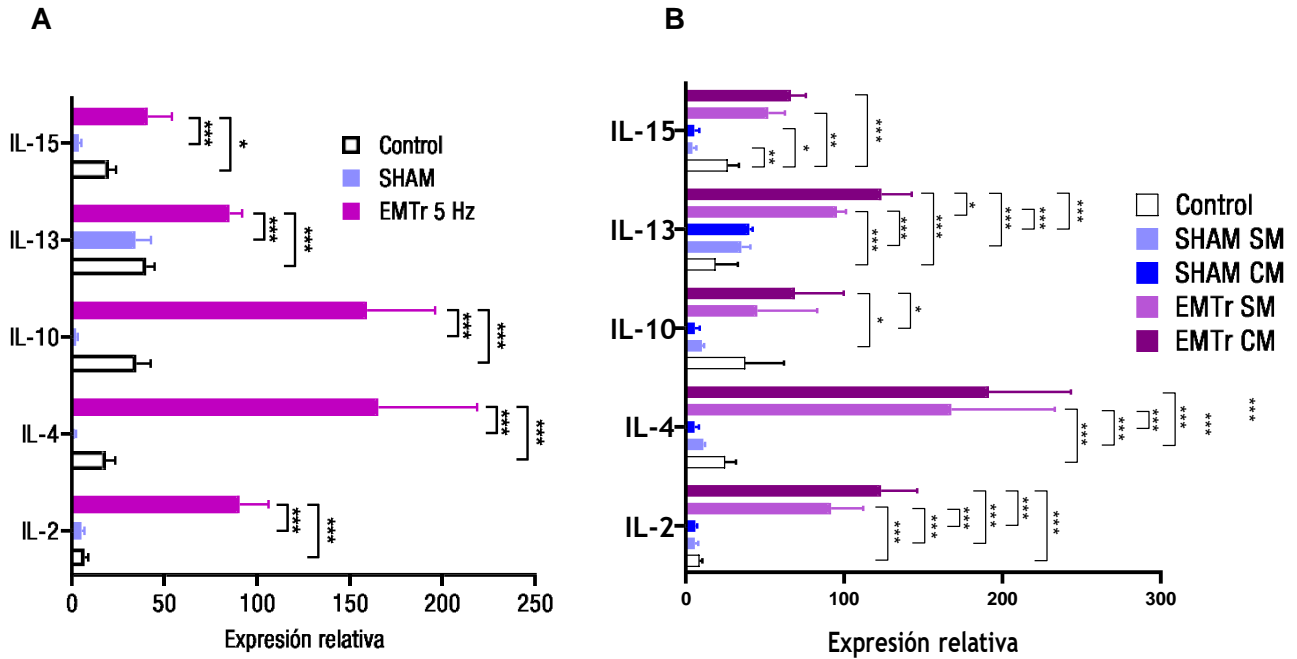 A
IL-15
IL-13
IL-10
IL-4
IL-2
***
*
***
***
***
***
***
***
***
***
Control
SHAM
EMTr 5 Hz
0 50 100 150 200 250
Expresión relativa
B
IL-15
IL-13
IL-10
IL-4
IL-2
**
*
**
***
***
***
***
*
***
***
***
*
*
***
***
***
***
***
***
***
***
***
***
***
***
Control
SHAM SM
SHAM CM
EMTr SM
EMTr CM
0 100 200 300
Expresión relativa